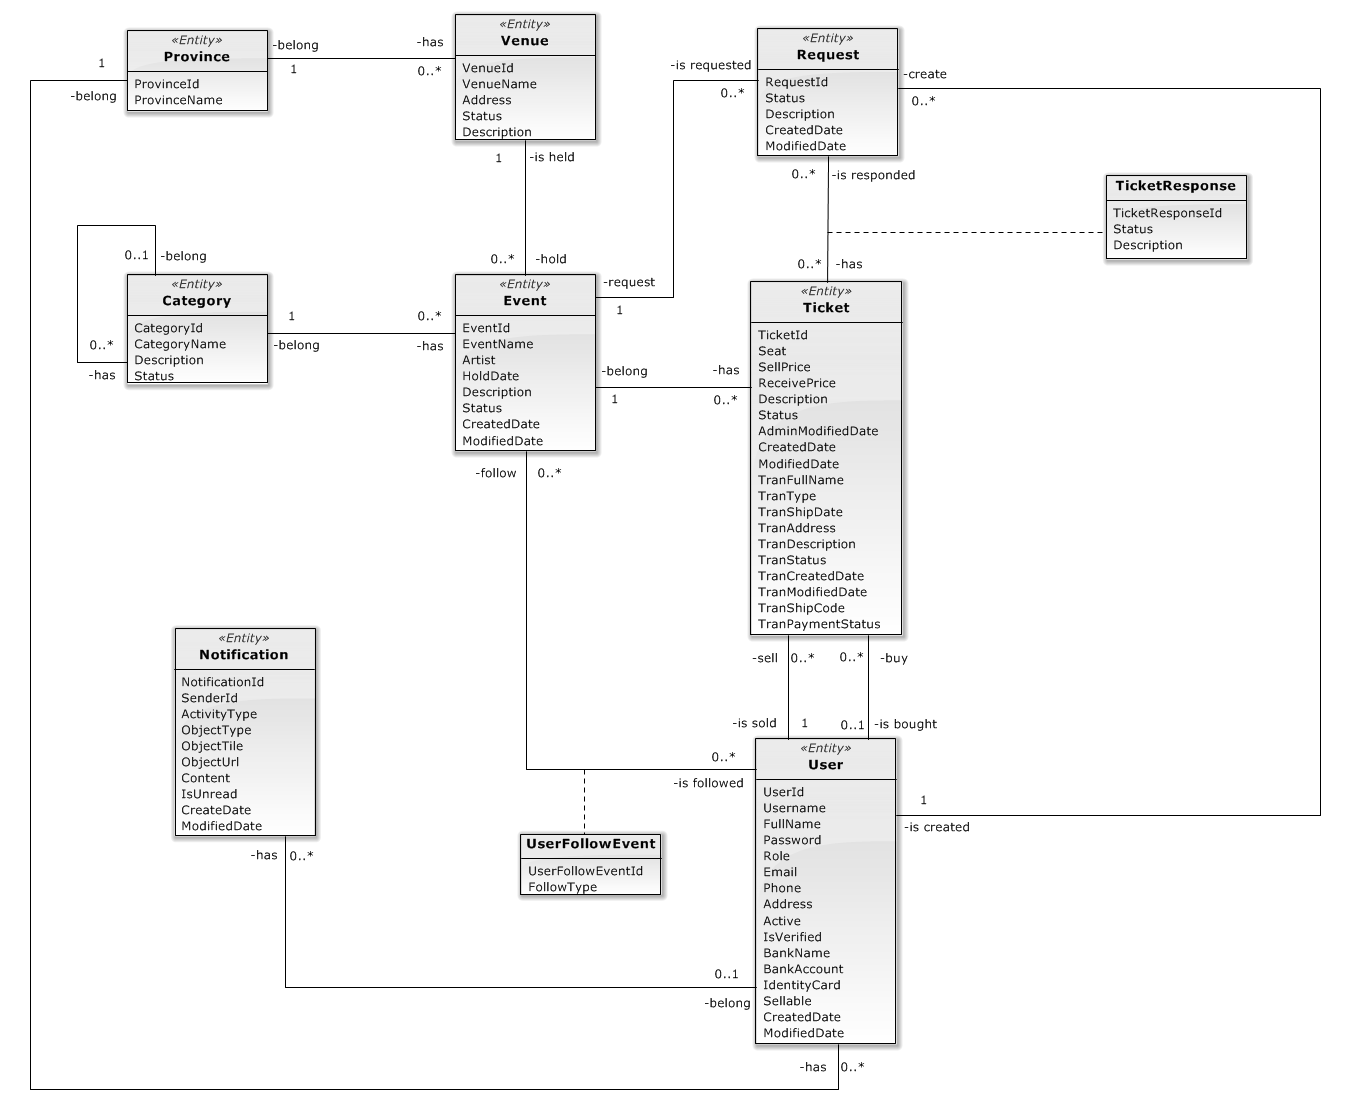 «Entity»
Province
ProvinceId
ProvinceName
1
-belong
-belong
1
-has
0..*
«Entity»
Venue
VenueId
VenueName
Address
Status
Description
1
-is held
«Entity»
Request
RequestId
Status
Description
CreatedDate
ModifiedDate
-is requested
0..*
-create
0..*
0..*
-is responded
TicketResponse
TicketResponseId
Status
Description
0..1
-belong
0..*
-has
«Entity»
Category
CategoryId
CategoryName
Description
Status
1
-belong
0..*
-has
0..*
-hold
«Entity»
Event
EventId
EventName
Artist
HoldDate
Description
Status
CreatedDate
ModifiedDate
-request
1
-belong
1
-has
0..*
0..*
-has
«Entity»
Ticket
TicketId
Seat
SellPrice
ReceivePrice
Description
Status
AdminModifiedDate
CreatedDate
ModifiedDate
TranFullName
TranType
TranShipDate
TranAddress
TranDescription
TranStatus
TranCreatedDate
TranModifiedDate
TranShipCode
TranPaymentStatus
-follow
0..*
-sell
0..*
0..*
-buy
-is sold
1
0..1
-is bought
«Entity»
Notification
NotificationId
SenderId
ActivityType
ObjectType
ObjectTile
ObjectUrl
Content
IsUnread
CreateDate
ModifiedDate
-has
0..*
0..*
-is followed
UserFollowEvent
UserFollowEventId
FollowType
«Entity»
User
UserId
Username
FullName
Password
Role
Email
Phone
Address
Active
IsVerified
BankName
BankAccount
IdentityCard
Sellable
CreatedDate
ModifiedDate
1
-is created
0..1
-belong
-has
0..*